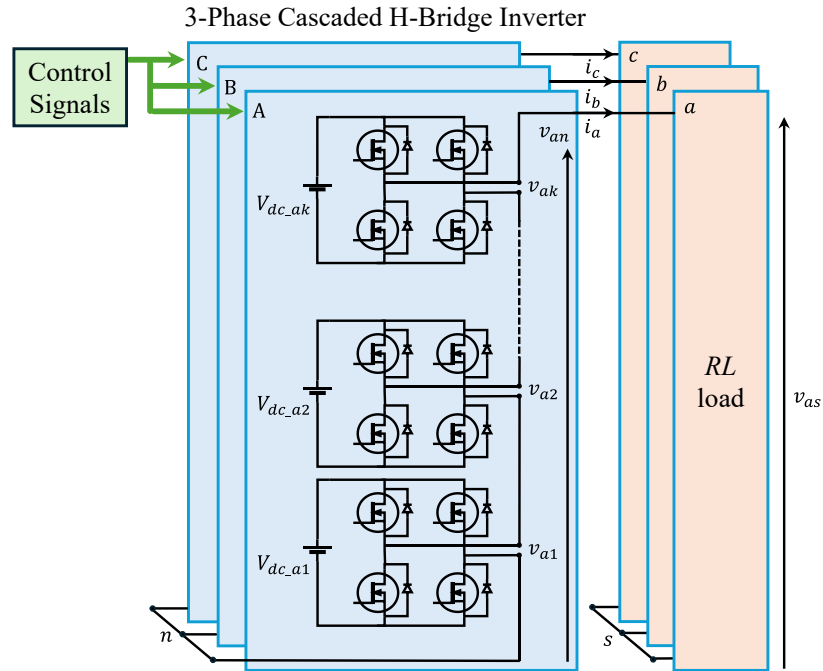 3-Phase Cascaded H-Bridge Inverter
Control
Signals
C
B
A
i_c
i_b
i_a
c
b
a
v_an
V_dc_ak
v_ak
V_dc_a2
v_a2
V_dc_a1
v_a1
RL
load
v_as
n
s